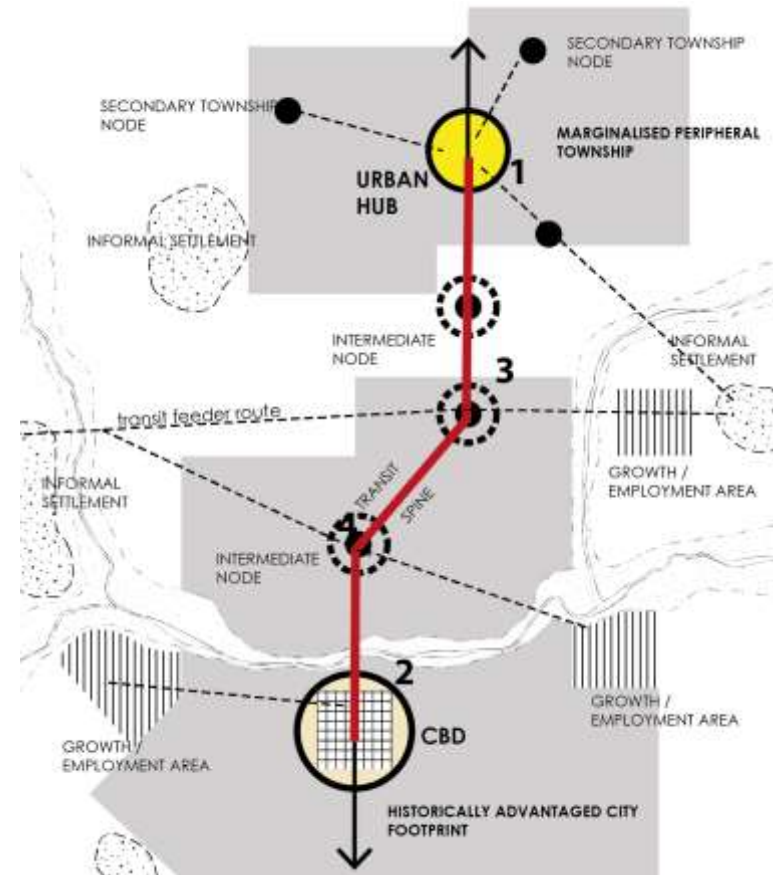 SECONDARY TOWNSHIP
NODE
SECONDARY TOWNSHIP
NODE
MARGINALISED PERIPHERAL
TOWNSHIP
1
URBAN
HUB
INFORMAL SETTLEMENT
INTERMEDIATE
NODE
INFORMAL
SETTLEMENT
3
transit feeder route
GROWTH /
EMPLOYMENT AREA
INFORMAL
SETTLEMENT
TRANSIT
SPINE
4
INTERMEDIATE
NODE
2
GROWTH /
EMPLOYMENT AREA
CBD
GROWTH /
EMPLOYMENT AREA
HISTORICALLY ADVANTAGED CITY
FOOTPRINT